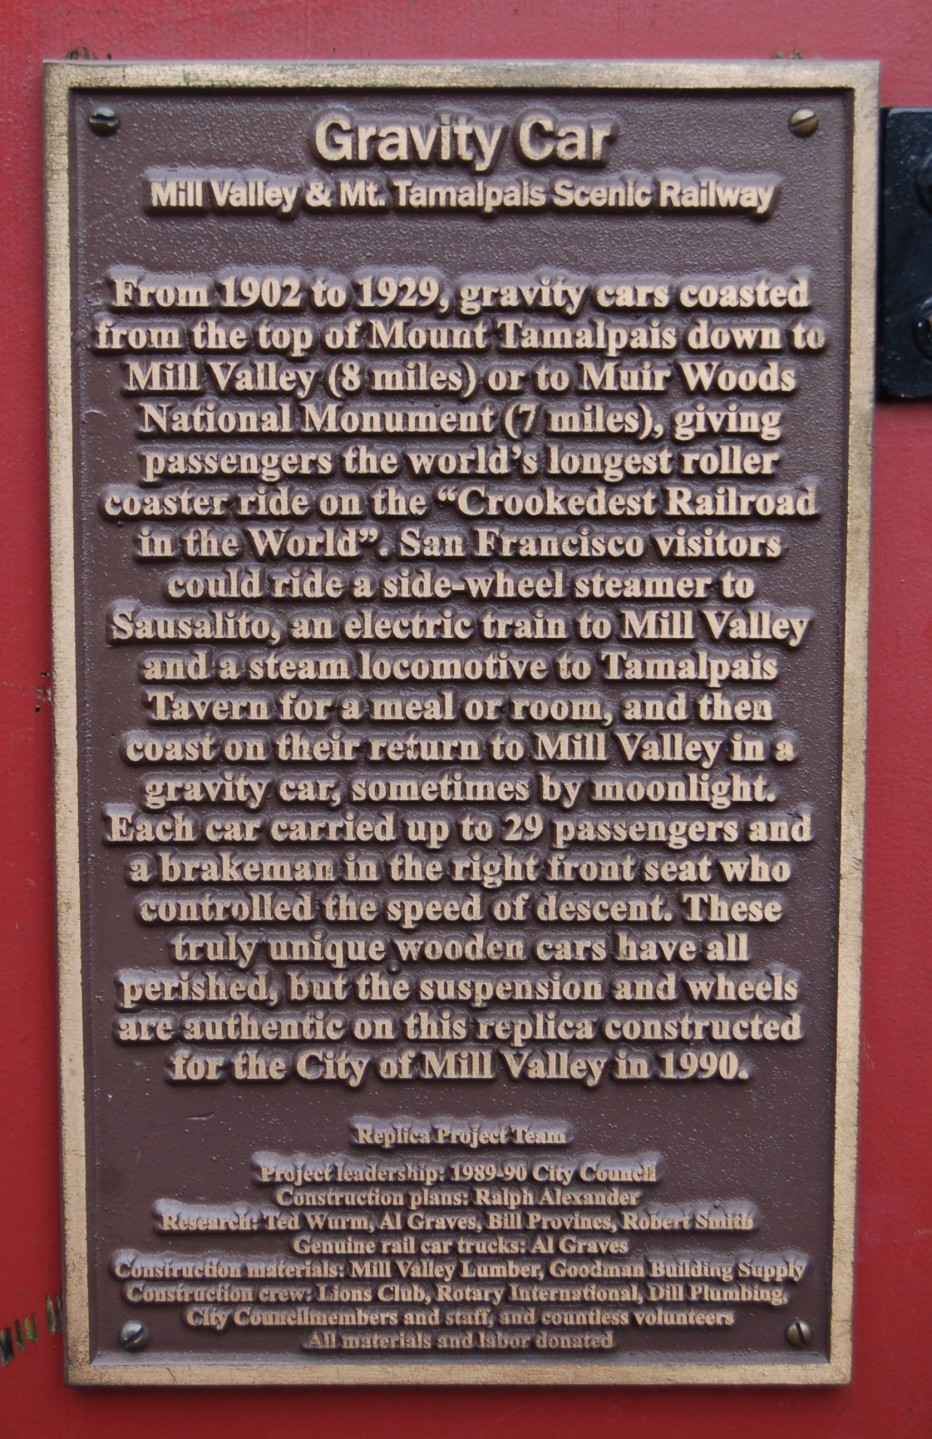 Gravity Car
Mill Valley & Mt. Tamalpais Scenic Railway
From 1902 to 1929, gravity cars coasted
from the top of Mount Tamalpais down to
Mill Valley (8 miles) or to Muir Woods
National Monument (7 miles), giving
passengers the world's longest roller
coaster ride on the "Crookedest Railroad
in the World". San Francisco visitors
could ride a side-wheel steamer to
Sausalito, an electric train to Mill Valley
and a steam locomotive to Tamalpais
Tavern for a meal or room, and then
coast on their return to Mill Valley in a
gravity car, sometimes by moonlight.
Each car carried up to 29 passengers and
a brakeman in the right front seat who
controlled the speed of descent. These
truly unique wooden cars have all
perished, but the suspension and wheels
are authentic on this replica constructed
for the City of Mill Valley in 1990.
Replica Project Team
Project leadership: 1989-90 City Council
Construction plans: Ralph Alexander
Research: Ted Wurm, Al Graves, Bill Provines, Robert Smith
Genuine rail car trucks: Al Graves
Construction materials: Mill Valley Lumber, Goodman Building Supply
Construction crew: Lions Club, Rotary International, Dill Plumbing,
City Councilmembers and staff, and countless volunteers
All materials and labor donated